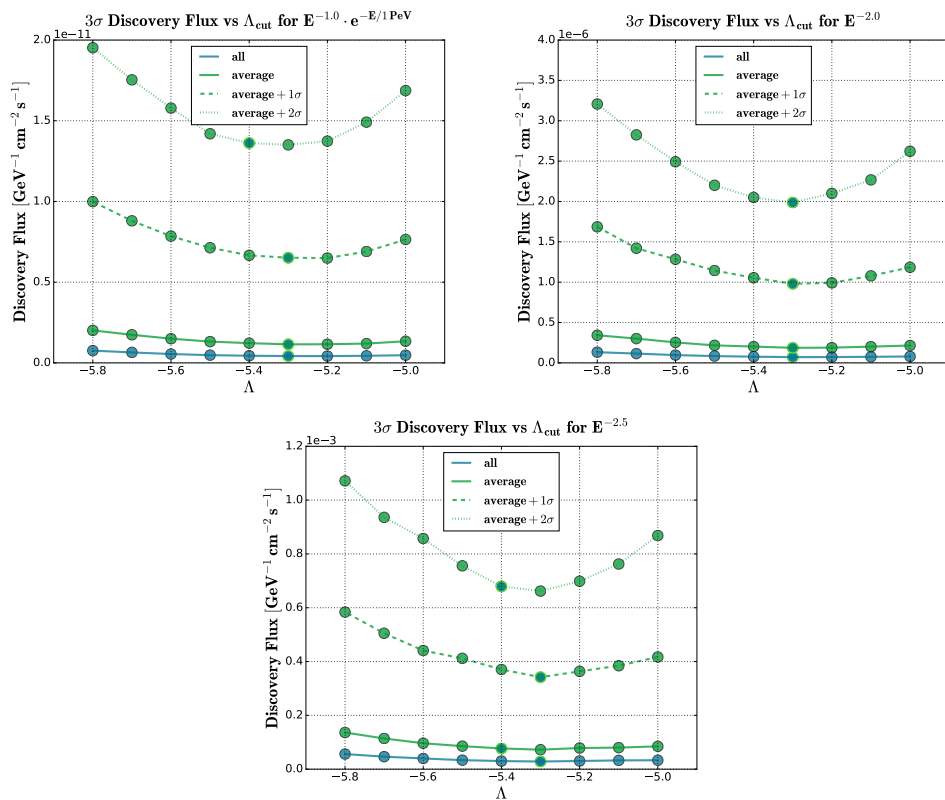 3σ Discovery Flux vs Λcut for E^−1.0 · e^−E/1 PeV
1e−11
2.0
1.5
1.0
0.5
0.0
Discovery Flux [GeV^−1 cm^−2 s^−1]
−5.8 −5.6 −5.4 −5.2 −5.0
Λ
all
average
average + 1σ
average + 2σ
3σ Discovery Flux vs Λcut for E^−2.0
1e−6
4.0
3.5
3.0
2.5
2.0
1.5
1.0
0.5
0.0
Discovery Flux [GeV^−1 cm^−2 s^−1]
−5.8 −5.6 −5.4 −5.2 −5.0
Λ
all
average
average + 1σ
average + 2σ
3σ Discovery Flux vs Λcut for E^−2.5
1e−3
1.2
1.0
0.8
0.6
0.4
0.2
0.0
Discovery Flux [GeV^−1 cm^−2 s^−1]
−5.8 −5.6 −5.4 −5.2 −5.0
Λ
all
average
average + 1σ
average + 2σ